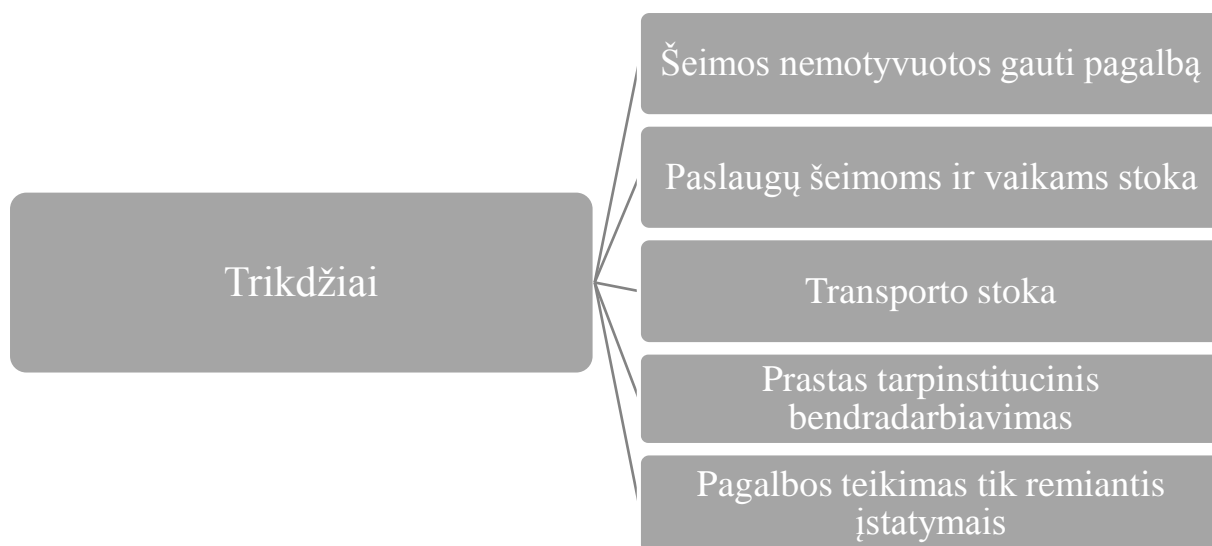 Šeimos nemotyvuotos gauti pagalbą
Paslaugų šeimoms ir vaikams stoka
Trikdžiai
Transporto stoka
Prastas tarpinstitucinis
bendradarbiavimas
Pagalbos teikimas tik remiantis
įstatymais